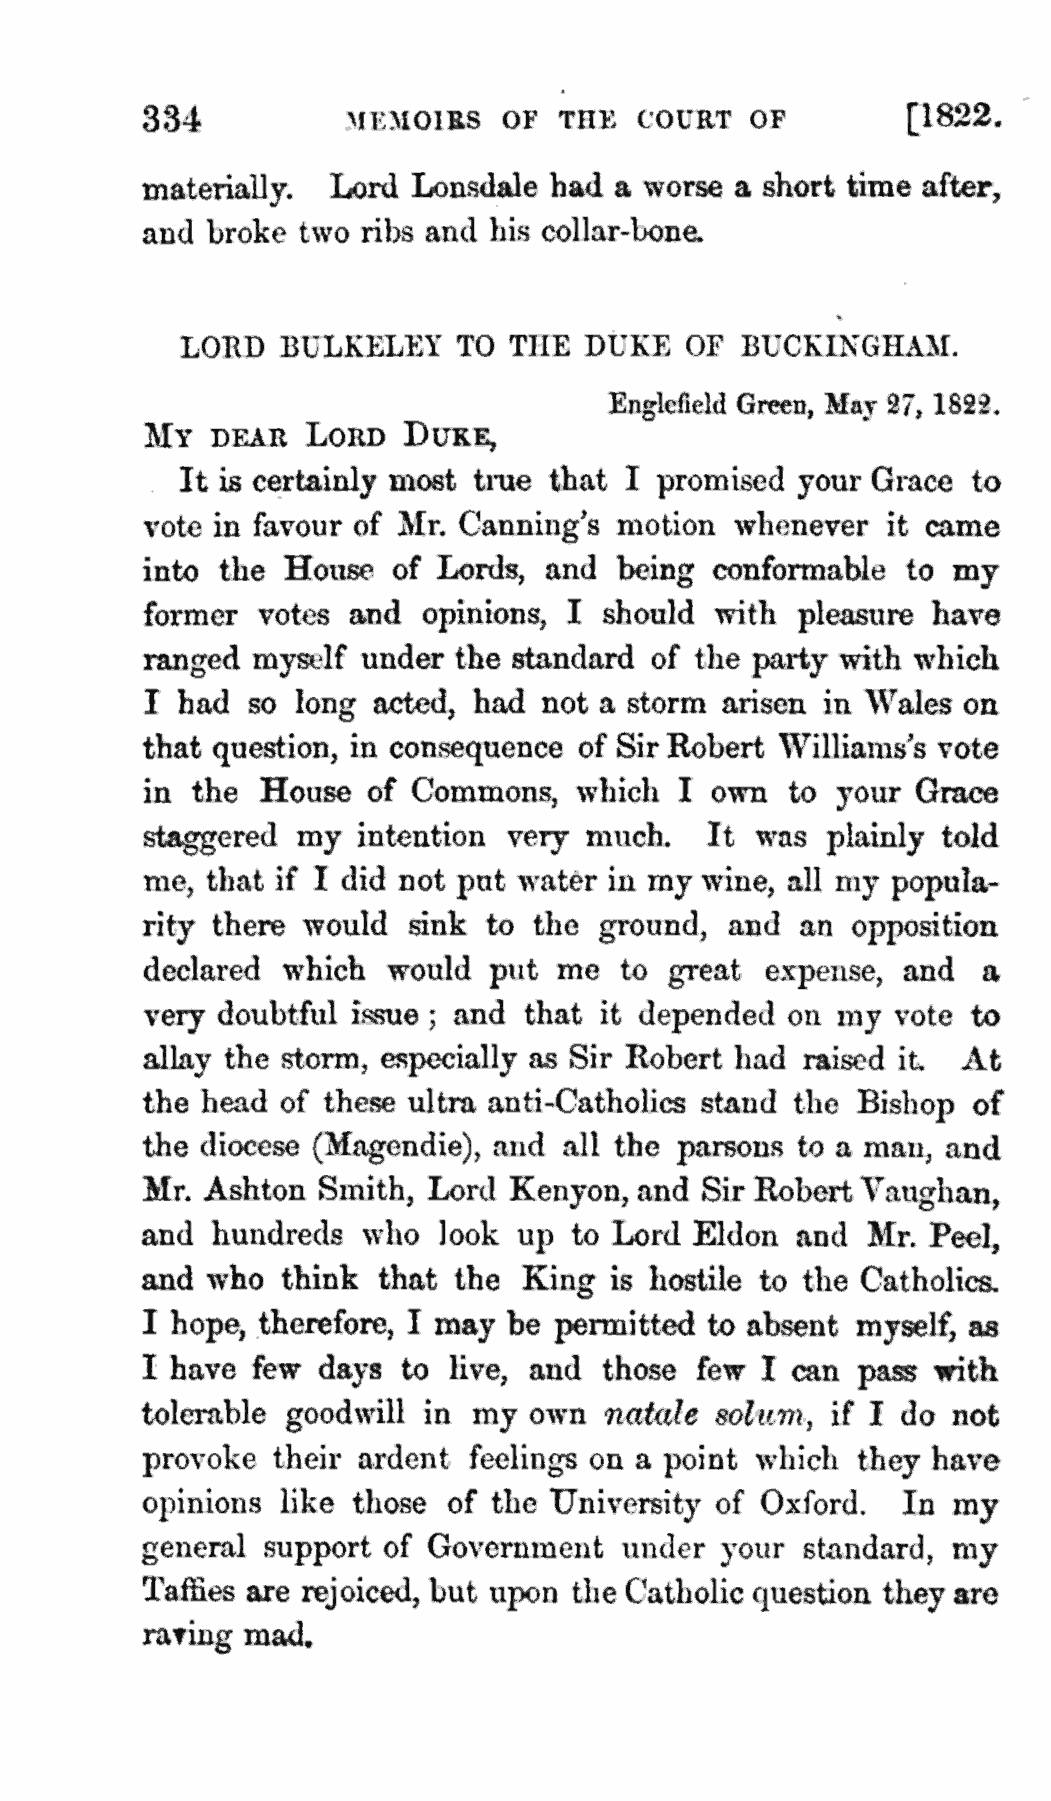 334 MEMOIRS OF THE COURT OF [1822.
materially. Lord Lonsdale had a worse a short time after,
and broke two ribs and his collar-bone.
LORD BULKELEY TO THE DUKE OF BUCKINGHAM.
Englefield Green, May 27, 1822.
MY DEAR LORD DUKE,
It is certainly most true that I promised your Grace to
vote in favour of Mr. Canning's motion whenever it came
into the House of Lords, and being conformable to my
former votes and opinions, I should with pleasure have
ranged myself under the standard of the party with which
I had so long acted, had not a storm arisen in Wales on
that question, in consequence of Sir Robert Williams's vote
in the House of Commons, which I own to your Grace
staggered my intention very much. It was plainly told
me, that if I did not put water in my wine, all my popula-
rity there would sink to the ground, and an opposition
declared which would put me to great expense, and a
very doubtful issue; and that it depended on my vote to
allay the storm, especially as Sir Robert had raised it. At
the head of these ultra anti-Catholics stand the Bishop of
the diocese (Magendie), and all the parsons to a man, and
Mr. Ashton Smith, Lord Kenyon, and Sir Robert Vaughan,
and hundreds who look up to Lord Eldon and Mr. Peel,
and who think that the King is hostile to the Catholics.
I hope, therefore, I may be permitted to absent myself, as
I have few days to live, and those few I can pass with
tolerable goodwill in my own natale solum, if I do not
provoke their ardent feelings on a point which they have
opinions like those of the University of Oxford. In my
general support of Government under your standard, my
Taffies are rejoiced, but upon the Catholic question they are
raving mad.